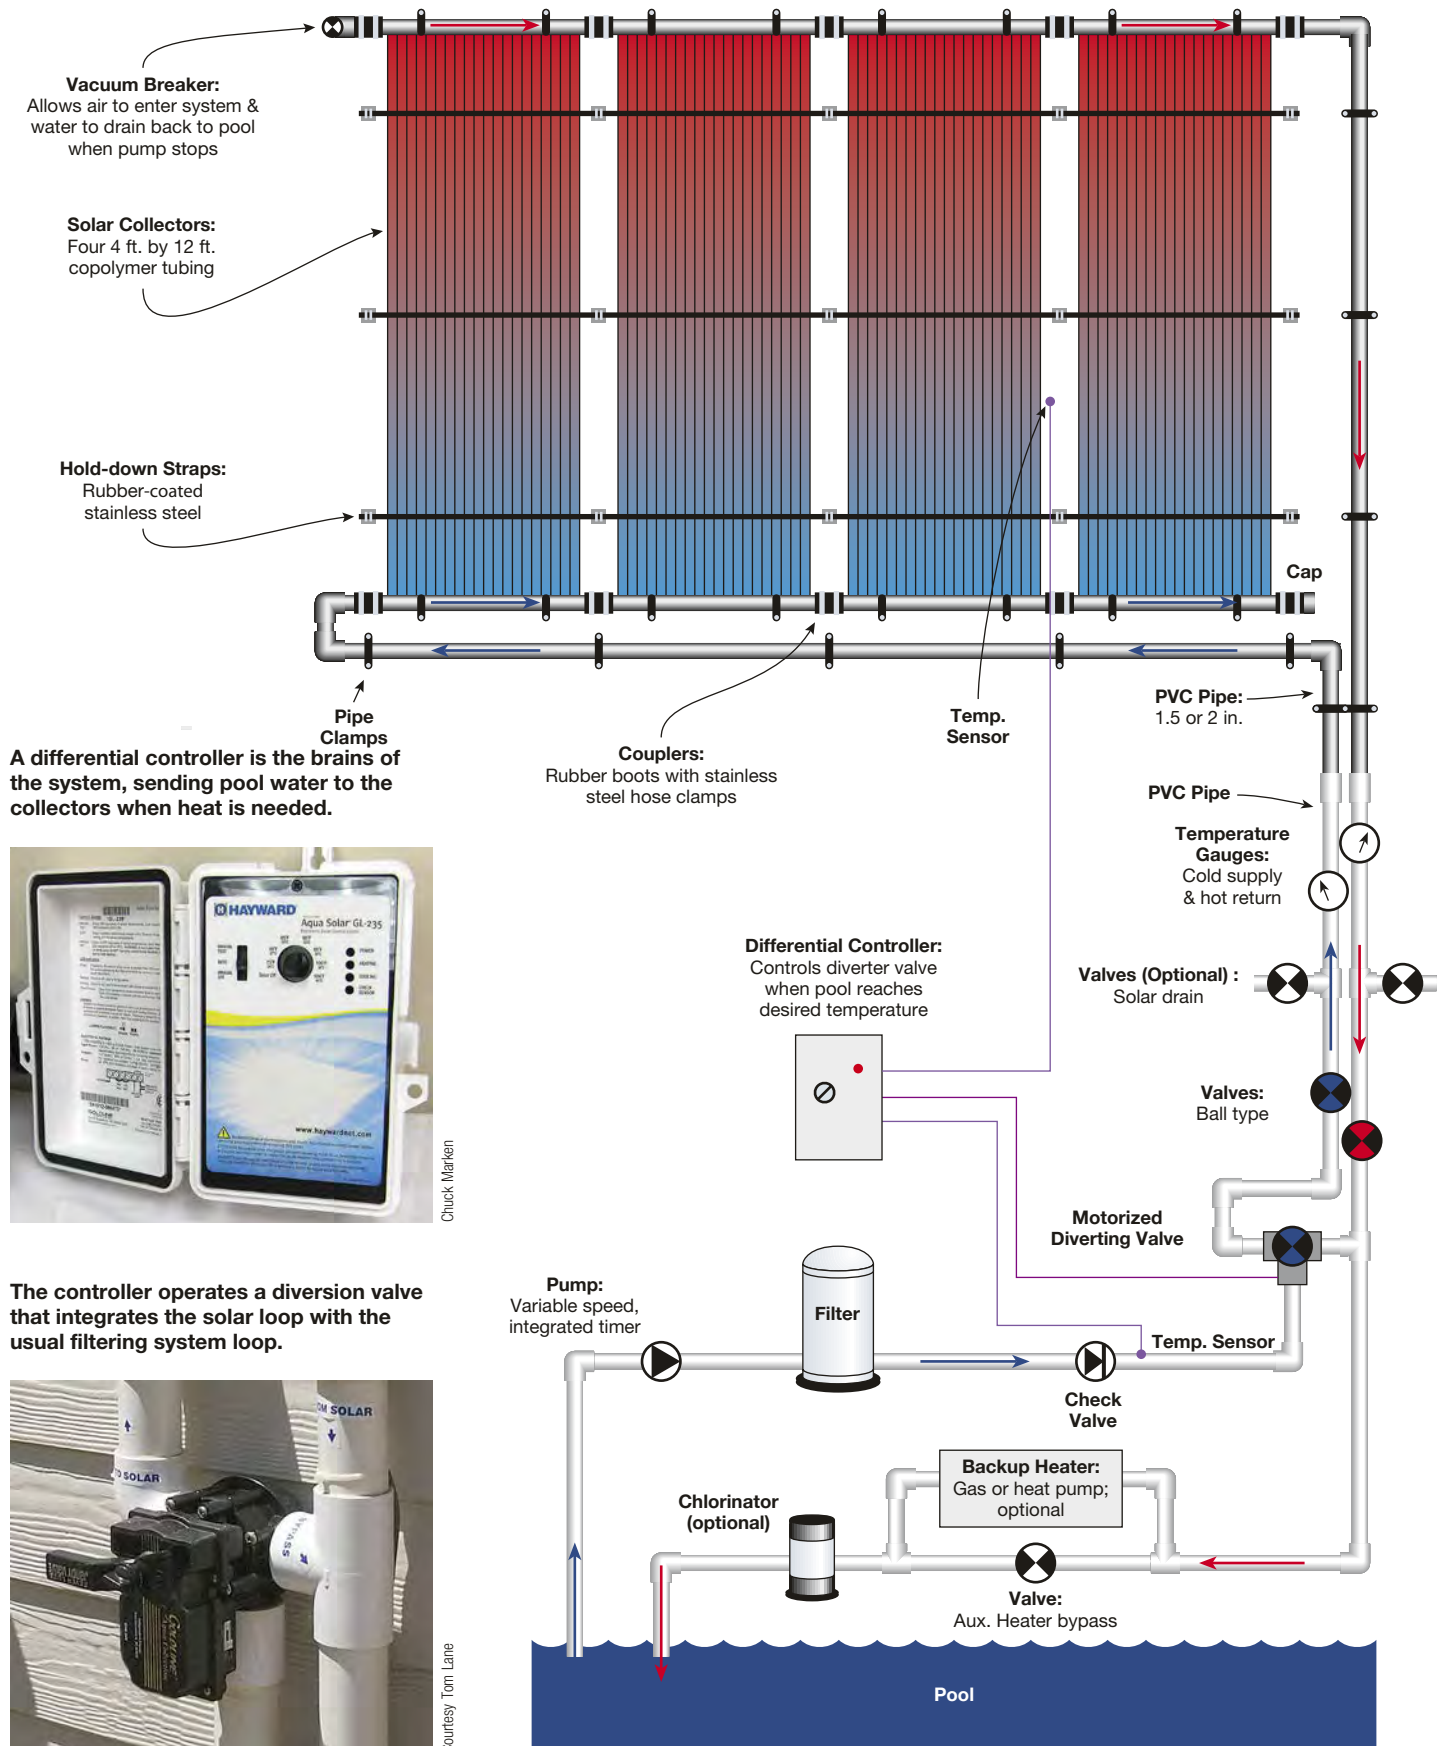 Vacuum Breaker:
Allows air to enter system &
water to drain back to pool
when pump stops
Solar Collectors:
Four 4 ft. by 12 ft.
copolymer tubing
Hold-down Straps:
Rubber-coated
stainless steel
Cap
Pipe
Clamps
Couplers:
Rubber boots with stainless
steel hose clamps
Temp.
Sensor
PVC Pipe:
1.5 or 2 in.
PVC Pipe
Temperature
Gauges:
Cold supply
& hot return
A differential controller is the brains of
the system, sending pool water to the
collectors when heat is needed.
HAYWARD
Aqua Solar GL-235
POWER
www.haywardnet.com
Chuck Marken
Differential Controller:
Controls diverter valve
when pool reaches
desired temperature
Valves (Optional) :
Solar drain
Valves:
Ball type
Motorized
Diverting Valve
Pump:
Variable speed,
integrated timer
Filter
Temp. Sensor
Check
Valve
The controller operates a diversion valve
that integrates the solar loop with the
usual filtering system loop.
OM SOLAR
TO SOLAR
BYPASS
Courtesy Tom Lane
Backup Heater:
Gas or heat pump;
optional
Chlorinator
(optional)
Valve:
Aux. Heater bypass
Pool